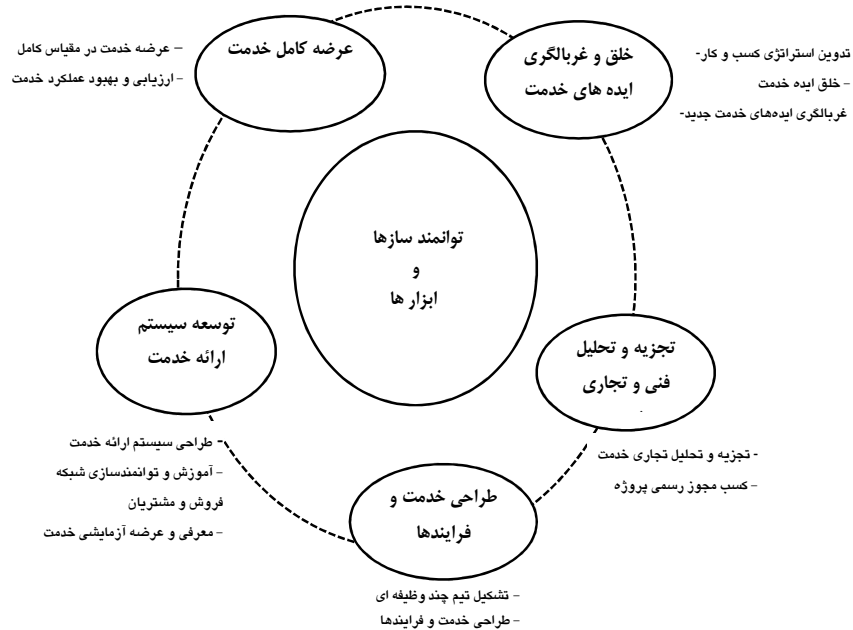 خلق و غربالگری
ایده های خدمت
تدوین استراتژی کسب و کار-
- خلق ایده خدمت
غربالگری ایده‌های خدمت جدید-
تجزیه و تحلیل
فنی و تجاری
- تجزیه و تحلیل تجاری خدمت
- کسب مجوز رسمی پروژه
طراحی خدمت و
فرایندها
- تشکیل تیم چند وظیفه ای
- طراحی خدمت و فرایندها
توسعه سیستم
ارائه خدمت
- طراحی سیستم ارائه خدمت
- آموزش و توانمندسازی شبکه
فروش و مشتریان
- معرفی و عرضه آزمایشی خدمت
عرضه کامل خدمت
- عرضه خدمت در مقیاس کامل
- ارزیابی و بهبود عملکرد خدمت
توانمند سازها
و
ابزار ها